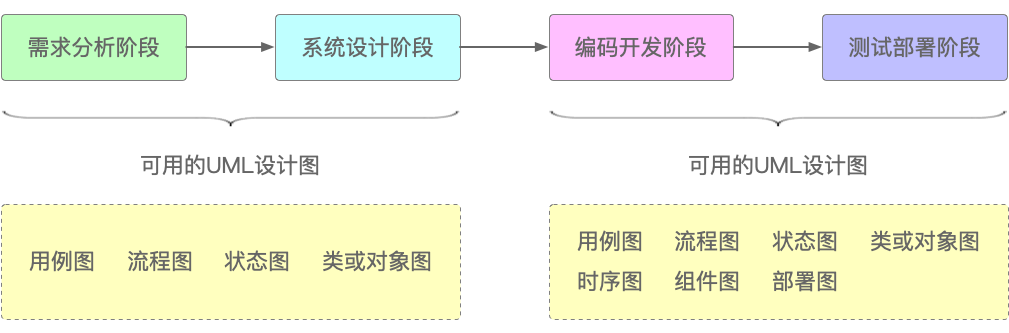 需求分析阶段 系统设计阶段 编码开发阶段 测试部署阶段
可用的UML设计图 可用的UML设计图
用例图 流程图 状态图 类或对象图
用例图 流程图 状态图 类或对象图
时序图 组件图 部署图